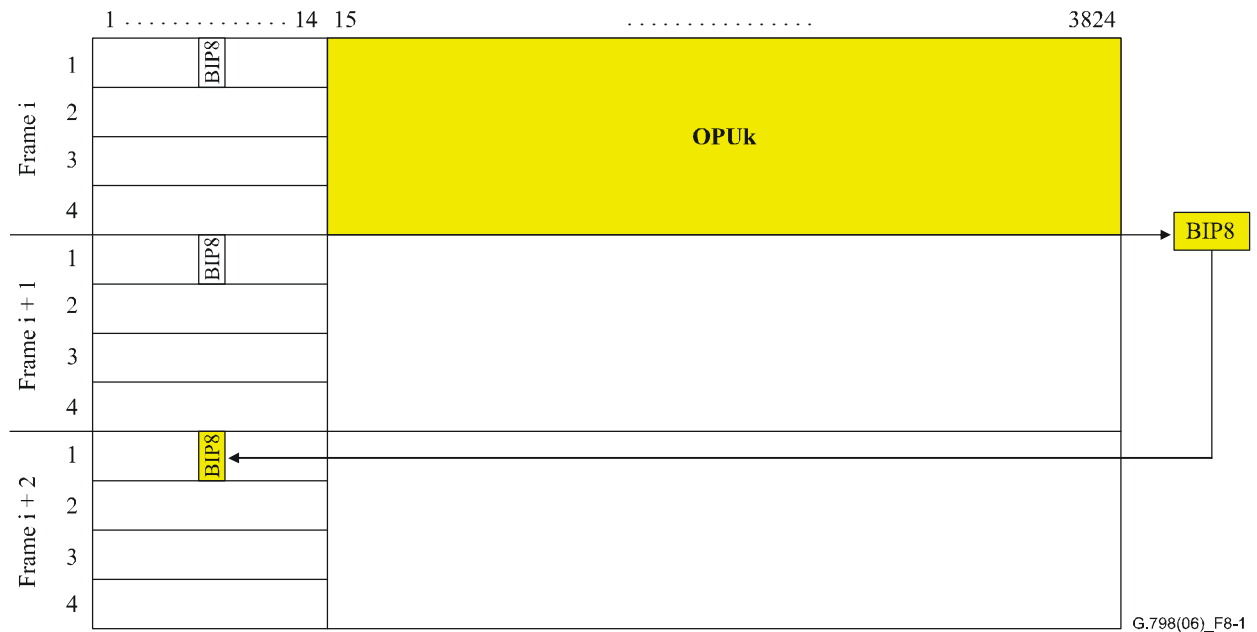 1 . . . . . . . . . . . . . . . 14 15 . . . . . . . . . . . . . . . . 3824
Frame i
1 BIP8
2
3
4
OPUk
BIP8
Frame i + 1
1 BIP8
2
3
4
Frame i + 2
1 BIP8
2
3
4
G.798(06)_F8-1